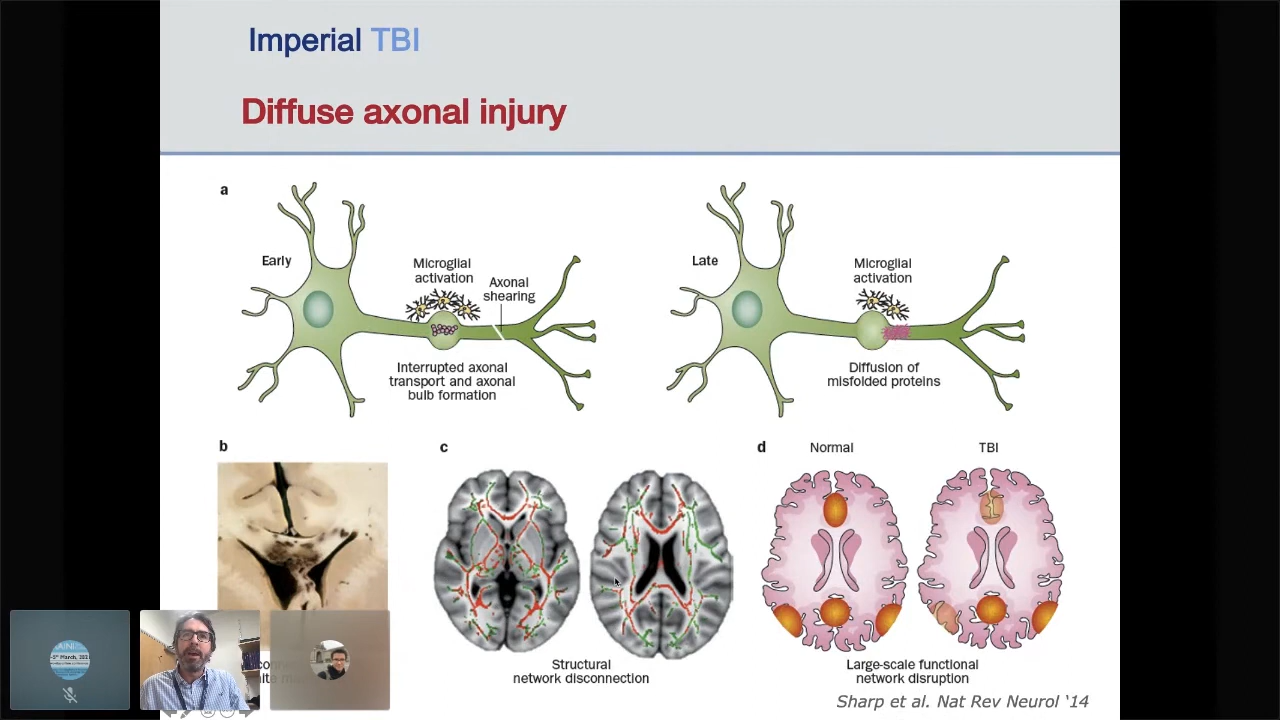 Imperial TBI
Diffuse axonal injury
a
Early
Microglial
activation
Axonal
shearing
Interrupted axonal
transport and axonal
bulb formation
Late
Microglial
activation
Diffusion of
misfolded proteins
b
c
Structural
network disconnection
d
Normal
TBI
Large-scale functional
network disruption
Sharp et al. Nat Rev Neurol ‘14